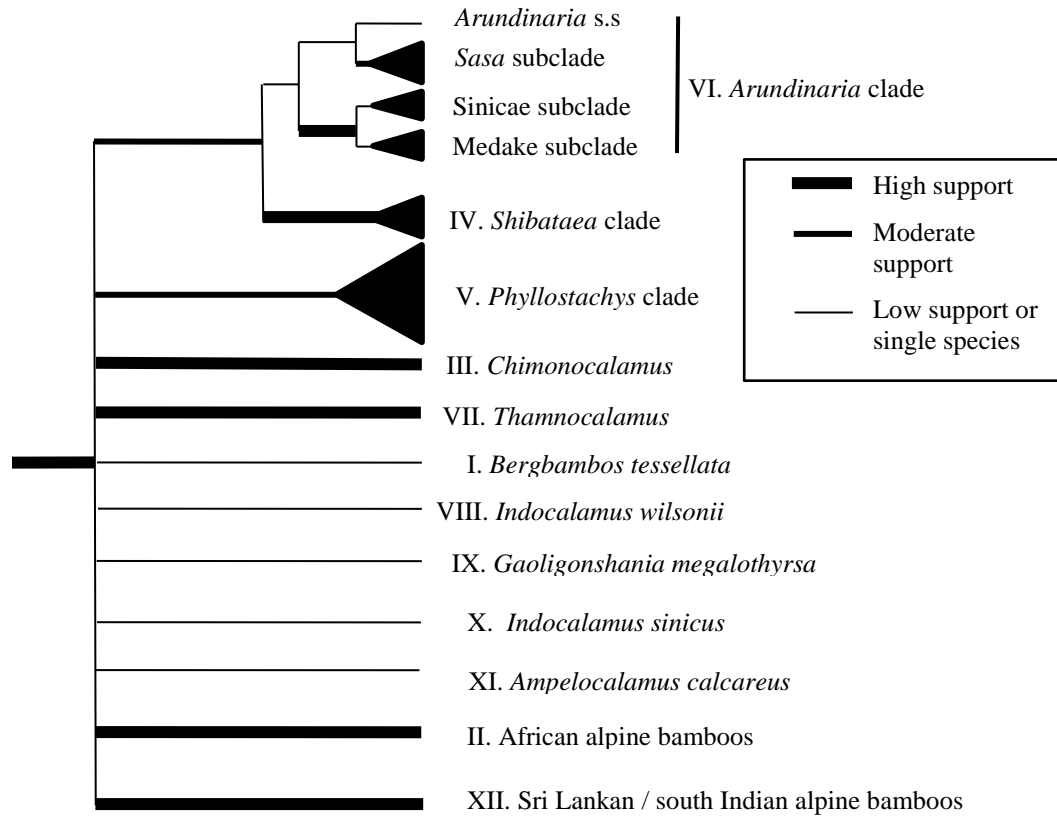 Arundinaria s.s
Sasa subclade
Sinicae subclade
Medake subclade
VI. Arundinaria clade
IV. Shibataea clade
V. Phyllostachys clade
III. Chimonocalamus
VII. Thamnocalamus
I. Bergbambos tessellata
VIII. Indocalamus wilsonii
IX. Gaoligonshania megalothyrsa
X. Indocalamus sinicus
XI. Ampelocalamus calcareus
II. African alpine bamboos
XII. Sri Lankan / south Indian alpine bamboos
High support
Moderate
support
Low support or
single species